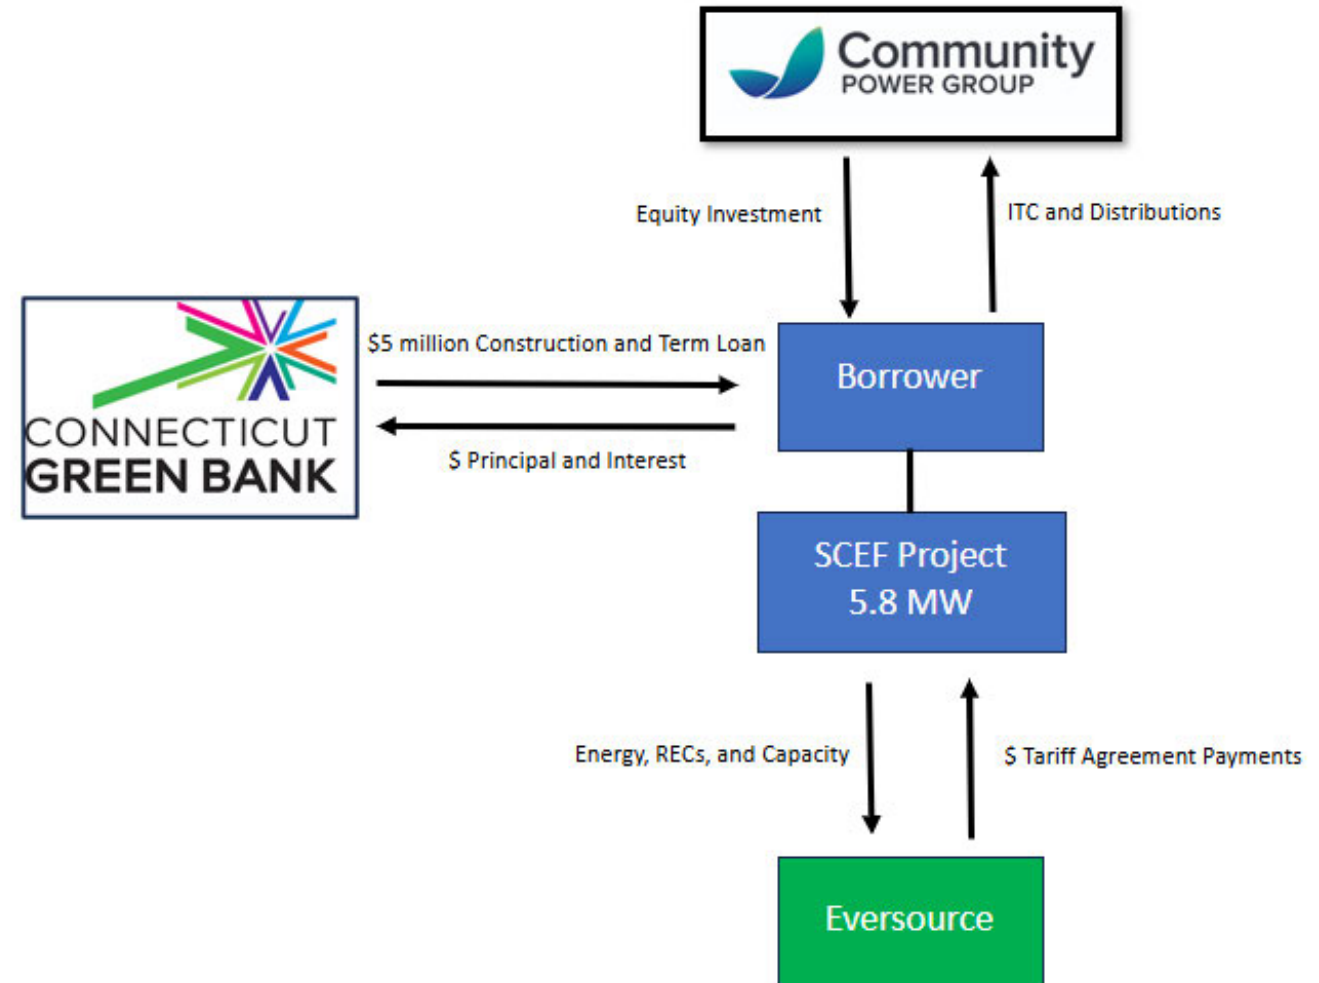 Community
POWER GROUP
Equity Investment
ITC and Distributions
$5 million Construction and Term Loan
Borrower
CONNECTICUT
GREEN BANK
$ Principal and Interest
SCEF Project
5.8 MW
Energy, RECs, and Capacity
$ Tariff Agreement Payments
Eversource